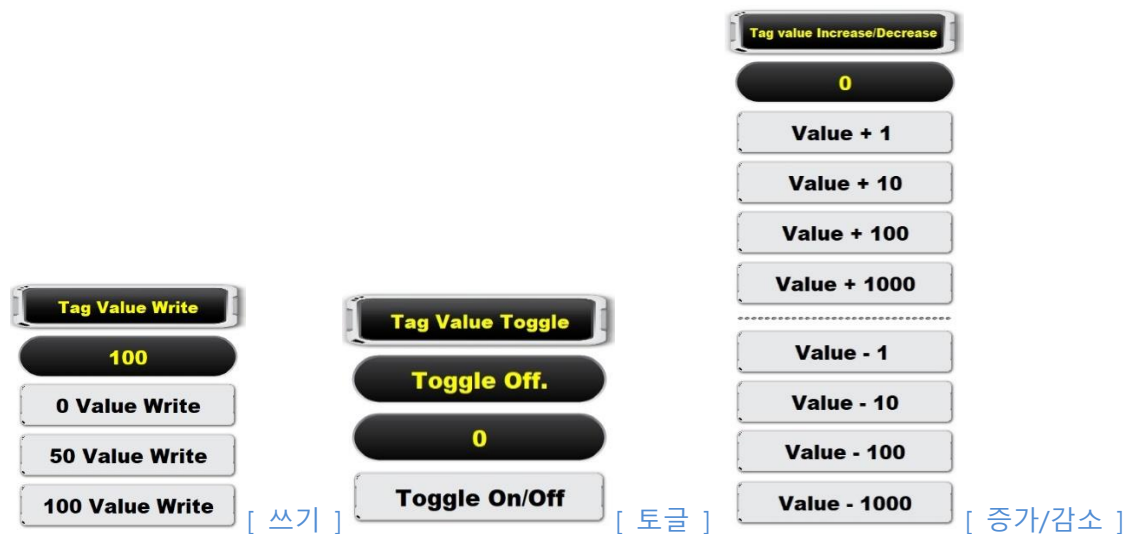 Tag Value Write
100
0 Value Write
50 Value Write
100 Value Write
[ 쓰기 ]
Tag Value Toggle
Toggle Off.
0
Toggle On/Off
[ 토글 ]
Tag value Increase/Decrease
0
Value + 1
Value + 10
Value + 100
Value + 1000
Value - 1
Value - 10
Value - 100
Value - 1000
[ 증가/감소 ]